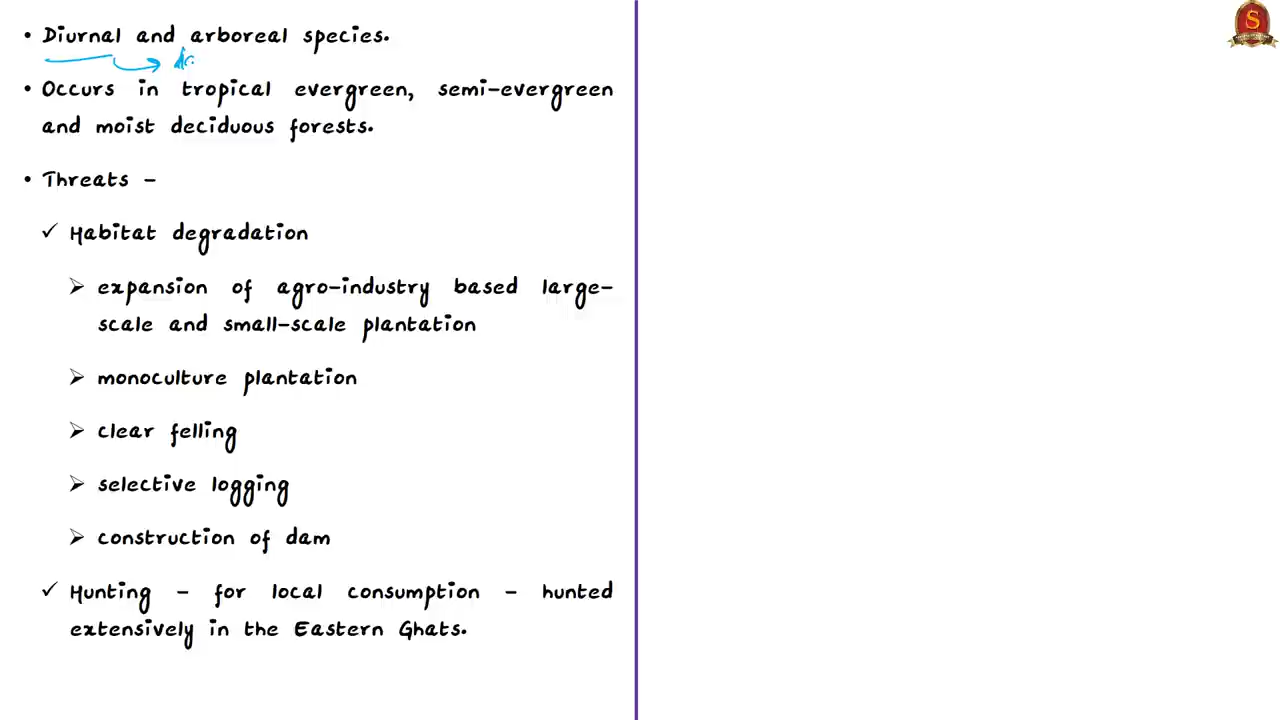 • Diurnal and arboreal species.
• Occurs in tropical evergreen, semi-evergreen
and moist deciduous forests.
• Threats –
✓ Habitat degradation
➢ expansion of agro-industry based large-
scale and small-scale plantation
➢ monoculture plantation
➢ clear felling
➢ selective logging
➢ construction of dam
✓ Hunting – for local consumption – hunted
extensively in the Eastern Ghats.
S